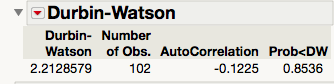 Durbin-Watson
Durbin- Number
Watson of Obs. AutoCorrelation Prob<DW
2.2128579 102 -0.1225 0.8536